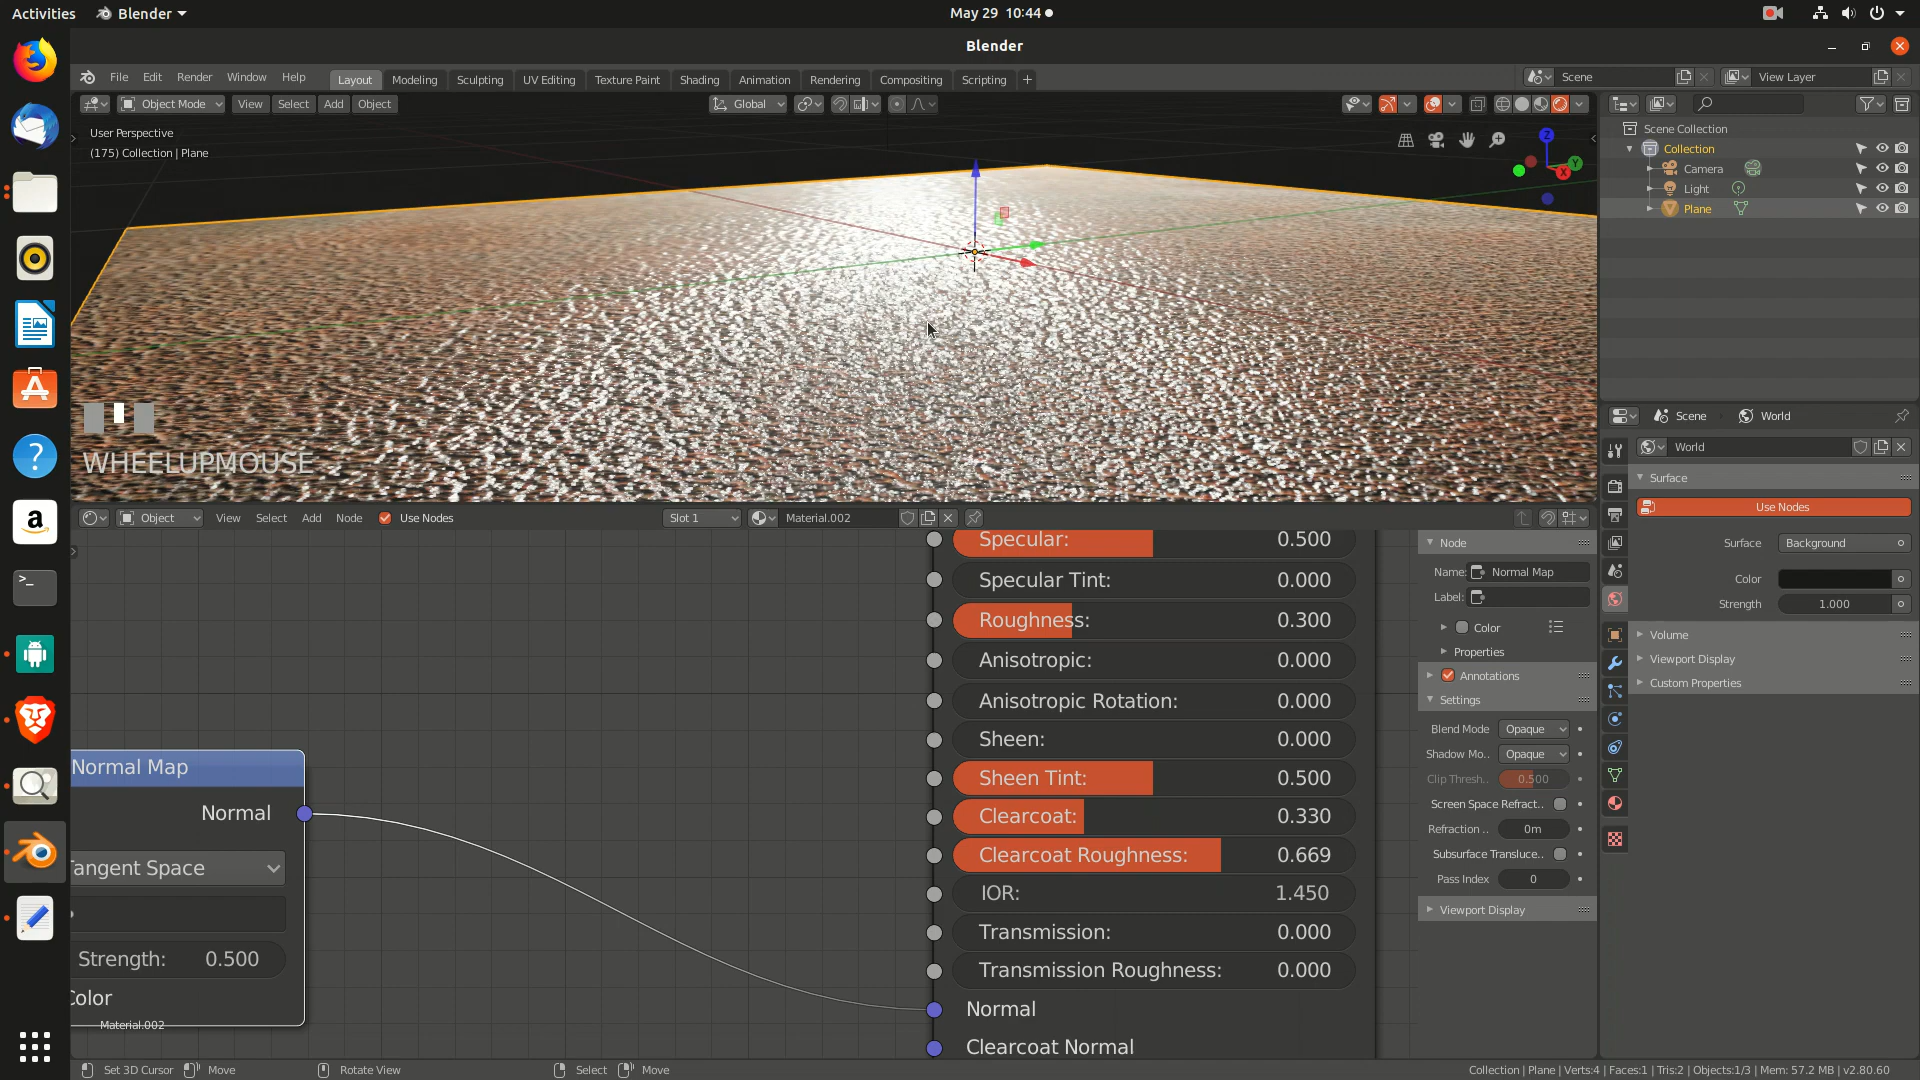 Activities Blender May 29 10:44
Blender
File Edit Render Window Help Layout Modeling Sculpting UV Editing Texture Paint Shading Animation Rendering Compositing Scripting + Scene View Layer
Object Mode View Select Add Object Global
User Perspective
(175) Collection | Plane
Z
Y
X
Scene Collection
Collection
Camera
Light
Plane
WHEELUPMOUSE
Scene World
World
Surface
Use Nodes
Surface Background
Color
Strength 1.000
Volume
Viewport Display
Custom Properties
Object View Select Add Node Use Nodes Slot 1 Material.002
Normal Map
Normal
Tangent Space
Strength: 0.500
Color
Material.002
Specular: 0.500
Specular Tint: 0.000
Roughness: 0.300
Anisotropic: 0.000
Anisotropic Rotation: 0.000
Sheen: 0.000
Sheen Tint: 0.500
Clearcoat: 0.330
Clearcoat Roughness: 0.669
IOR: 1.450
Transmission: 0.000
Transmission Roughness: 0.000
Normal
Clearcoat Normal
Node
Name: Normal Map
Label:
Color
Properties
Annotations
Settings
Blend Mode Opaque
Shadow Mo.. Opaque
Clip Thresh.. 0.500
Screen Space Refract..
Refraction .. 0m
Subsurface Transluce..
Pass Index 0
Viewport Display
Set 3D Cursor Move Rotate View Select Move Collection | Plane | Verts:4 | Faces:1 | Tris:2 | Objects:1/3 | Mem: 57.2 MB | v2.80.60